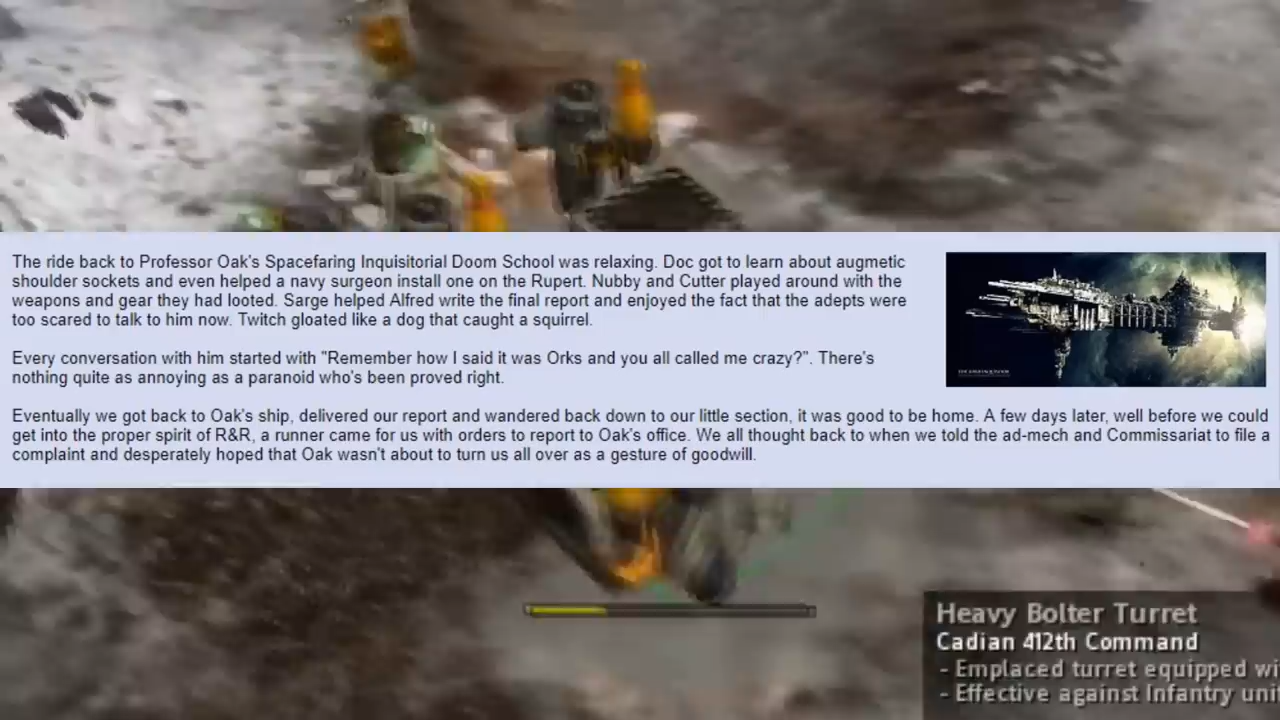 The ride back to Professor Oak's Spacefaring Inquisitorial Doom School was relaxing. Doc got to learn about augmetic
shoulder sockets and even helped a navy surgeon install one on the Rupert. Nubby and Cutter played around with the
weapons and gear they had looted. Sarge helped Alfred write the final report and enjoyed the fact that the adepts were
too scared to talk to him now. Twitch gloated like a dog that caught a squirrel.
Every conversation with him started with "Remember how I said it was Orks and you all called me crazy?". There's
nothing quite as annoying as a paranoid who's been proved right.
Eventually we got back to Oak's ship, delivered our report and wandered back down to our little section, it was good to be home. A few days later, well before we could
get into the proper spirit of R&R, a runner came for us with orders to report to Oak's office. We all thought back to when we told the ad-mech and Commissariat to file a
complaint and desperately hoped that Oak wasn't about to turn us all over as a gesture of goodwill.
Heavy Bolter Turret
Cadian 412th Command
- Emplaced turret equipped wi
- Effective against Infantry uni